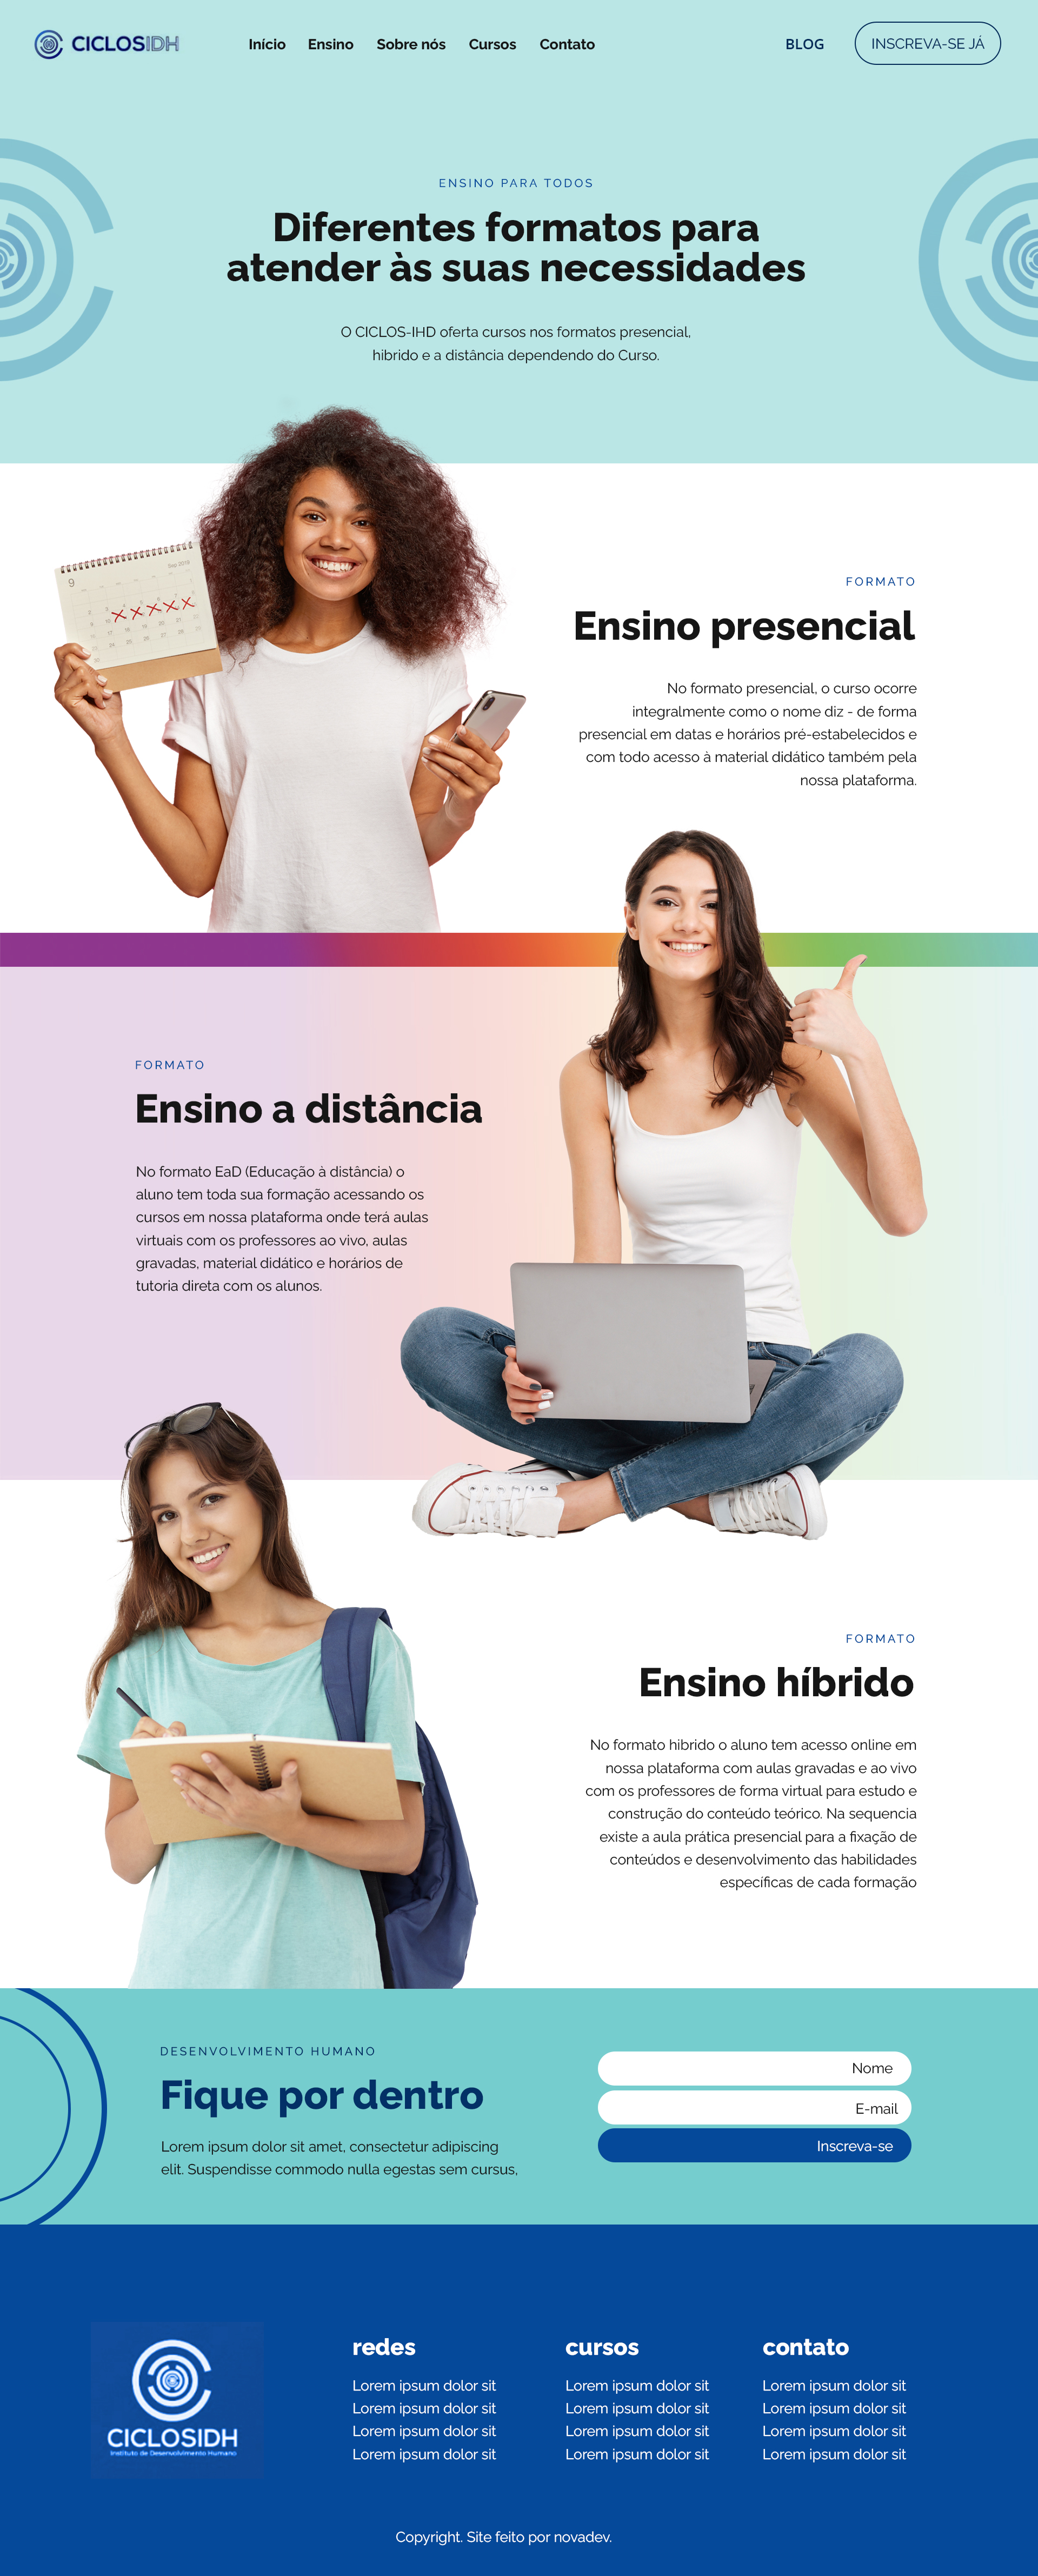 CICLOSIDH
Início Ensino Sobre nós Cursos Contato
BLOG
INSCREVA-SE JÁ
ENSINO PARA TODOS
Diferentes formatos para
atender às suas necessidades
O CICLOS-IHD oferta cursos nos formatos presencial,
hibrido e a distância dependendo do Curso.
Sep 2018
9
FORMATO
Ensino presencial
No formato presencial, o curso ocorre
integralmente como o nome diz - de forma
presencial em datas e horários pré-estabelecidos e
com todo acesso à material didático também pela
nossa plataforma.
FORMATO
Ensino a distância
No formato EaD (Educação à distância) o
aluno tem toda sua formação acessando os
cursos em nossa plataforma onde terá aulas
virtuais com os professores ao vivo, aulas
gravadas, material didático e horários de
tutoria direta com os alunos.
FORMATO
Ensino híbrido
No formato hibrido o aluno tem acesso online em
nossa plataforma com aulas gravadas e ao vivo
com os professores de forma virtual para estudo e
construção do conteúdo teórico. Na sequencia
existe a aula prática presencial para a fixação de
conteúdos e desenvolvimento das habilidades
específicas de cada formação
DESENVOLVIMENTO HUMANO
Fique por dentro
Lorem ipsum dolor sit amet, consectetur adipiscing
elit. Suspendisse commodo nulla egestas sem cursus,
Nome
E-mail
Inscreva-se
CICLOSIDH
Instituto de Desenvolvimento Humano
redes
Lorem ipsum dolor sit
Lorem ipsum dolor sit
Lorem ipsum dolor sit
Lorem ipsum dolor sit
cursos
Lorem ipsum dolor sit
Lorem ipsum dolor sit
Lorem ipsum dolor sit
Lorem ipsum dolor sit
contato
Lorem ipsum dolor sit
Lorem ipsum dolor sit
Lorem ipsum dolor sit
Lorem ipsum dolor sit
Copyright. Site feito por novadev.